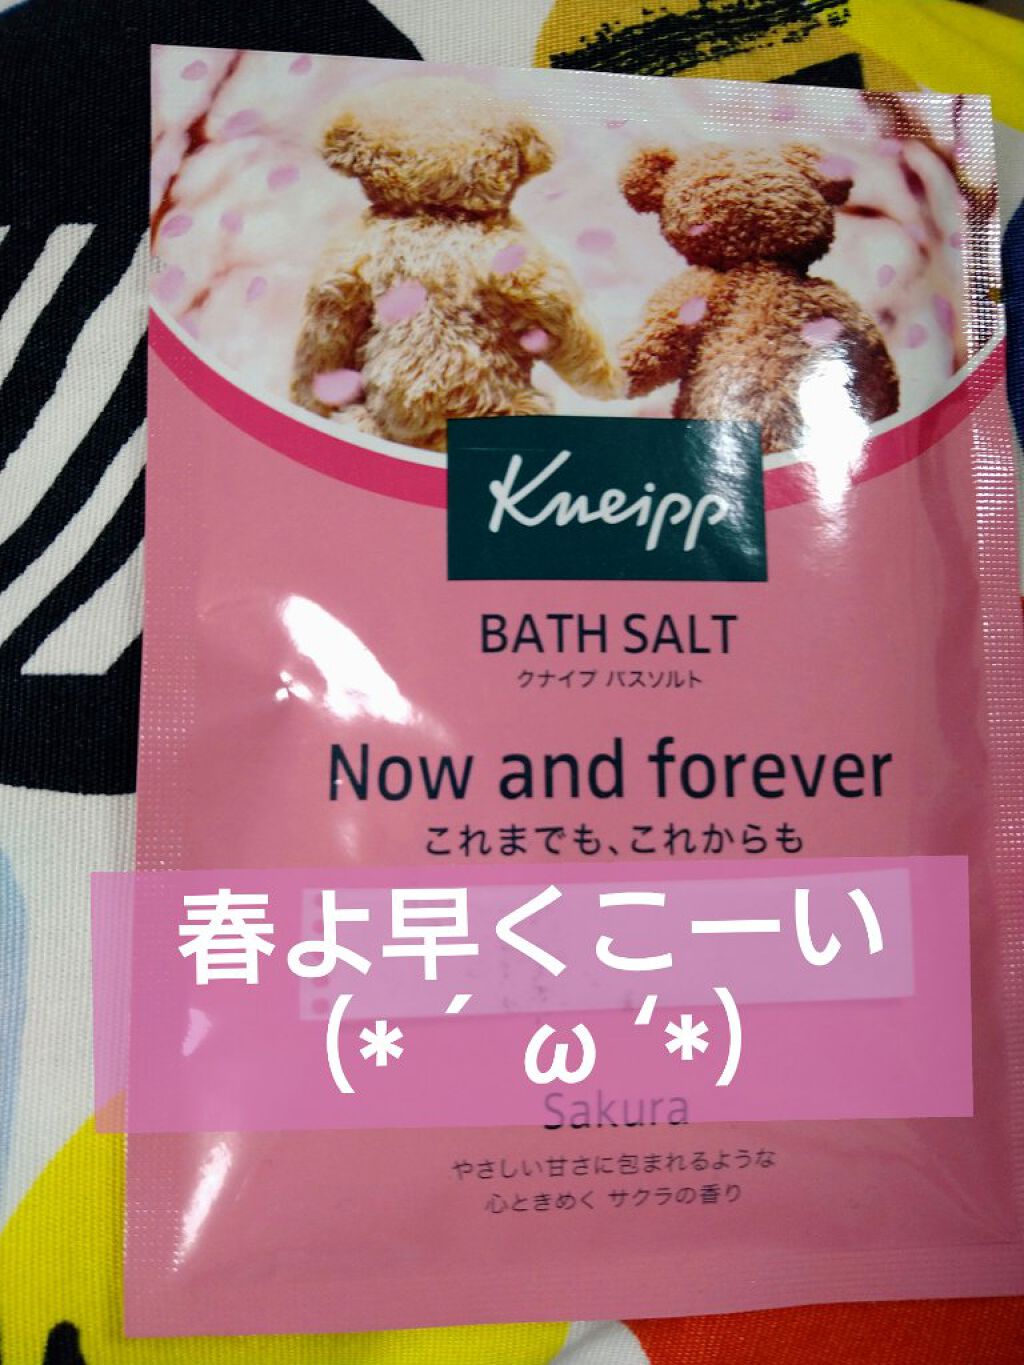 Kneipp
BATH SALT
クナイプ バスソルト
Now and forever
これまでも、これからも
春よ早くこーい
(*´ω‘*)
Sakura
やさしい甘さに包まれるような
心ときめく サクラの香り